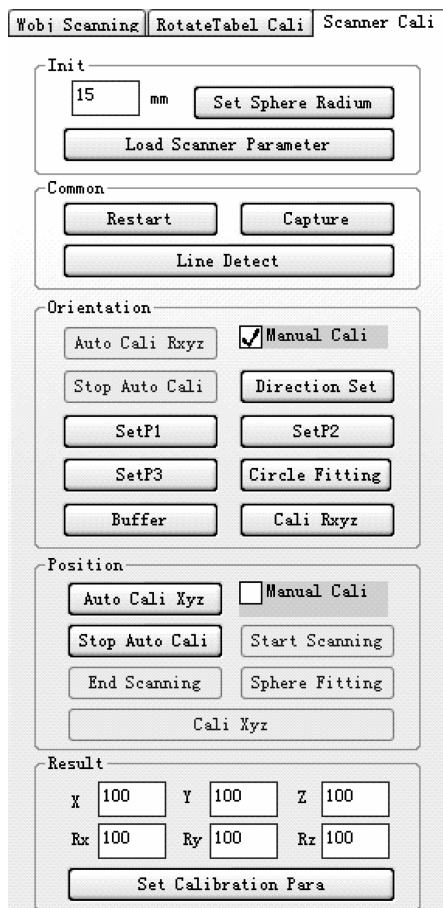 Wobj Scanning RotateTabel Cali Scanner Cali
Init
15 mm Set Sphere Radium
Load Scanner Parameter
Common
Restart Capture
Line Detect
Orientation
Auto Cali Rxyz Manual Cali
Stop Auto Cali Direction Set
SetP1 SetP2
SetP3 Circle Fitting
Buffer Cali Rxyz
Position
Auto Cali Xyz Manual Cali
Stop Auto Cali Start Scanning
End Scanning Sphere Fitting
Cali Xyz
Result
X 100 Y 100 Z 100
Rx 100 Ry 100 Rz 100
Set Calibration Para